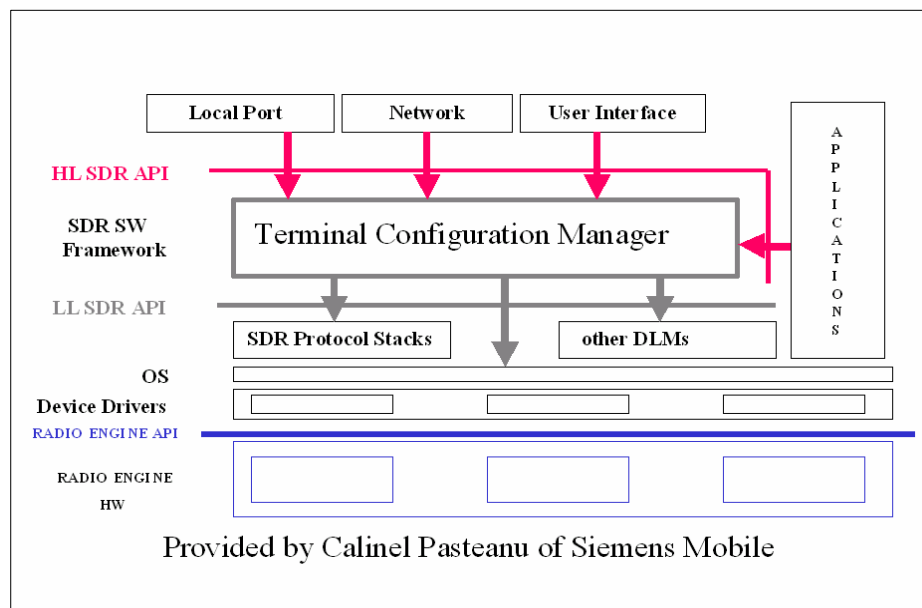 Local Port
Network
User Interface
APPLICATIONS
HL SDR API
SDR SW
Framework
Terminal Configuration Manager
LL SDR API
SDR Protocol Stacks
other DLMs
OS
Device Drivers
RADIO ENGINE API
RADIO ENGINE
HW
Provided by Calinel Pasteanu of Siemens Mobile